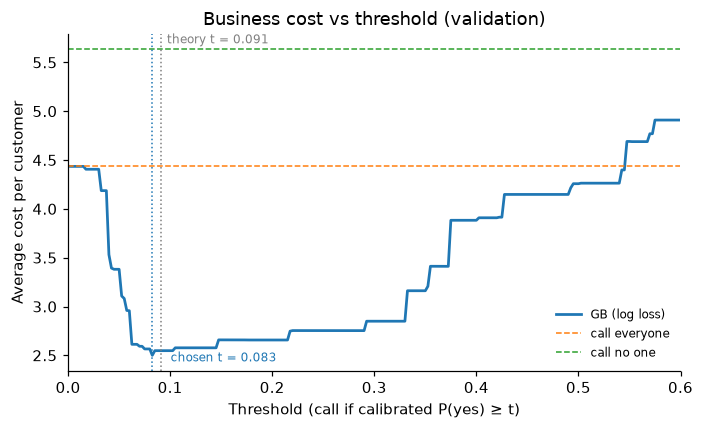 Business cost vs threshold (validation)
theory t = 0.091
5.5
5.0
4.5
4.0
3.5
3.0
2.5
Average cost per customer
chosen t = 0.083
GB (log loss)
call everyone
call no one
0.0 0.1 0.2 0.3 0.4 0.5 0.6
Threshold (call if calibrated P(yes) ≥ t)